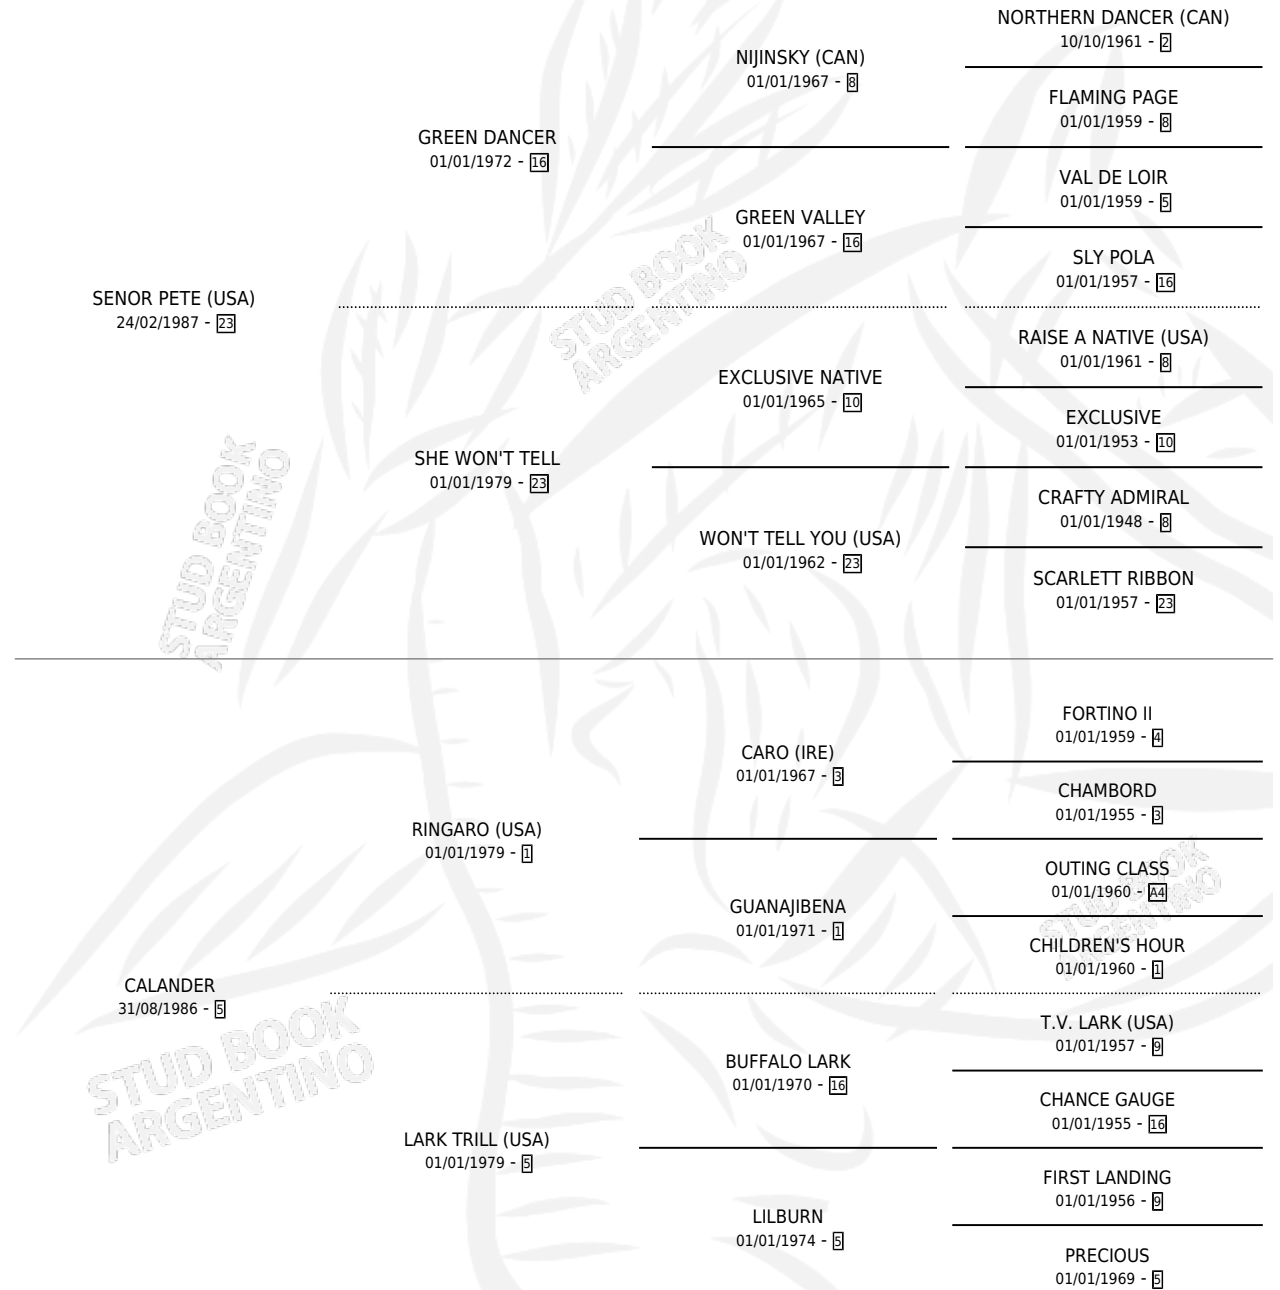 NORTHERN DANCER (CAN)
10/10/1961 - 2
NIJINSKY (CAN)
01/01/1967 - 8
FLAMING PAGE
01/01/1959 - 8
GREEN DANCER
01/01/1972 - 16
VAL DE LOIR
01/01/1959 - 5
GREEN VALLEY
01/01/1967 - 16
SLY POLA
01/01/1957 - 16
SENOR PETE (USA)
24/02/1987 - 23
RAISE A NATIVE (USA)
01/01/1961 - 8
EXCLUSIVE NATIVE
01/01/1965 - 10
EXCLUSIVE
01/01/1953 - 10
SHE WON'T TELL
01/01/1979 - 23
CRAFTY ADMIRAL
01/01/1948 - 8
WON'T TELL YOU (USA)
01/01/1962 - 23
SCARLETT RIBBON
01/01/1957 - 23
FORTINO II
01/01/1959 - 4
CARO (IRE)
01/01/1967 - 3
CHAMBORD
01/01/1955 - 3
RINGARO (USA)
01/01/1979 - 1
OUTING CLASS
01/01/1960 - A4
GUANAJIBENA
01/01/1971 - 1
CHILDREN'S HOUR
01/01/1960 - 1
CALANDER
31/08/1986 - 5
T.V. LARK (USA)
01/01/1957 - 9
BUFFALO LARK
01/01/1970 - 16
CHANCE GAUGE
01/01/1955 - 16
LARK TRILL (USA)
01/01/1979 - 5
FIRST LANDING
01/01/1956 - 9
LILBURN
01/01/1974 - 5
PRECIOUS
01/01/1969 - 5
STUD BOOK
ARGENTINO
STUD BOOK
ARGENTINO
STUD BOOK
ARGENTINO
STUD BOOK
ARGENTINO